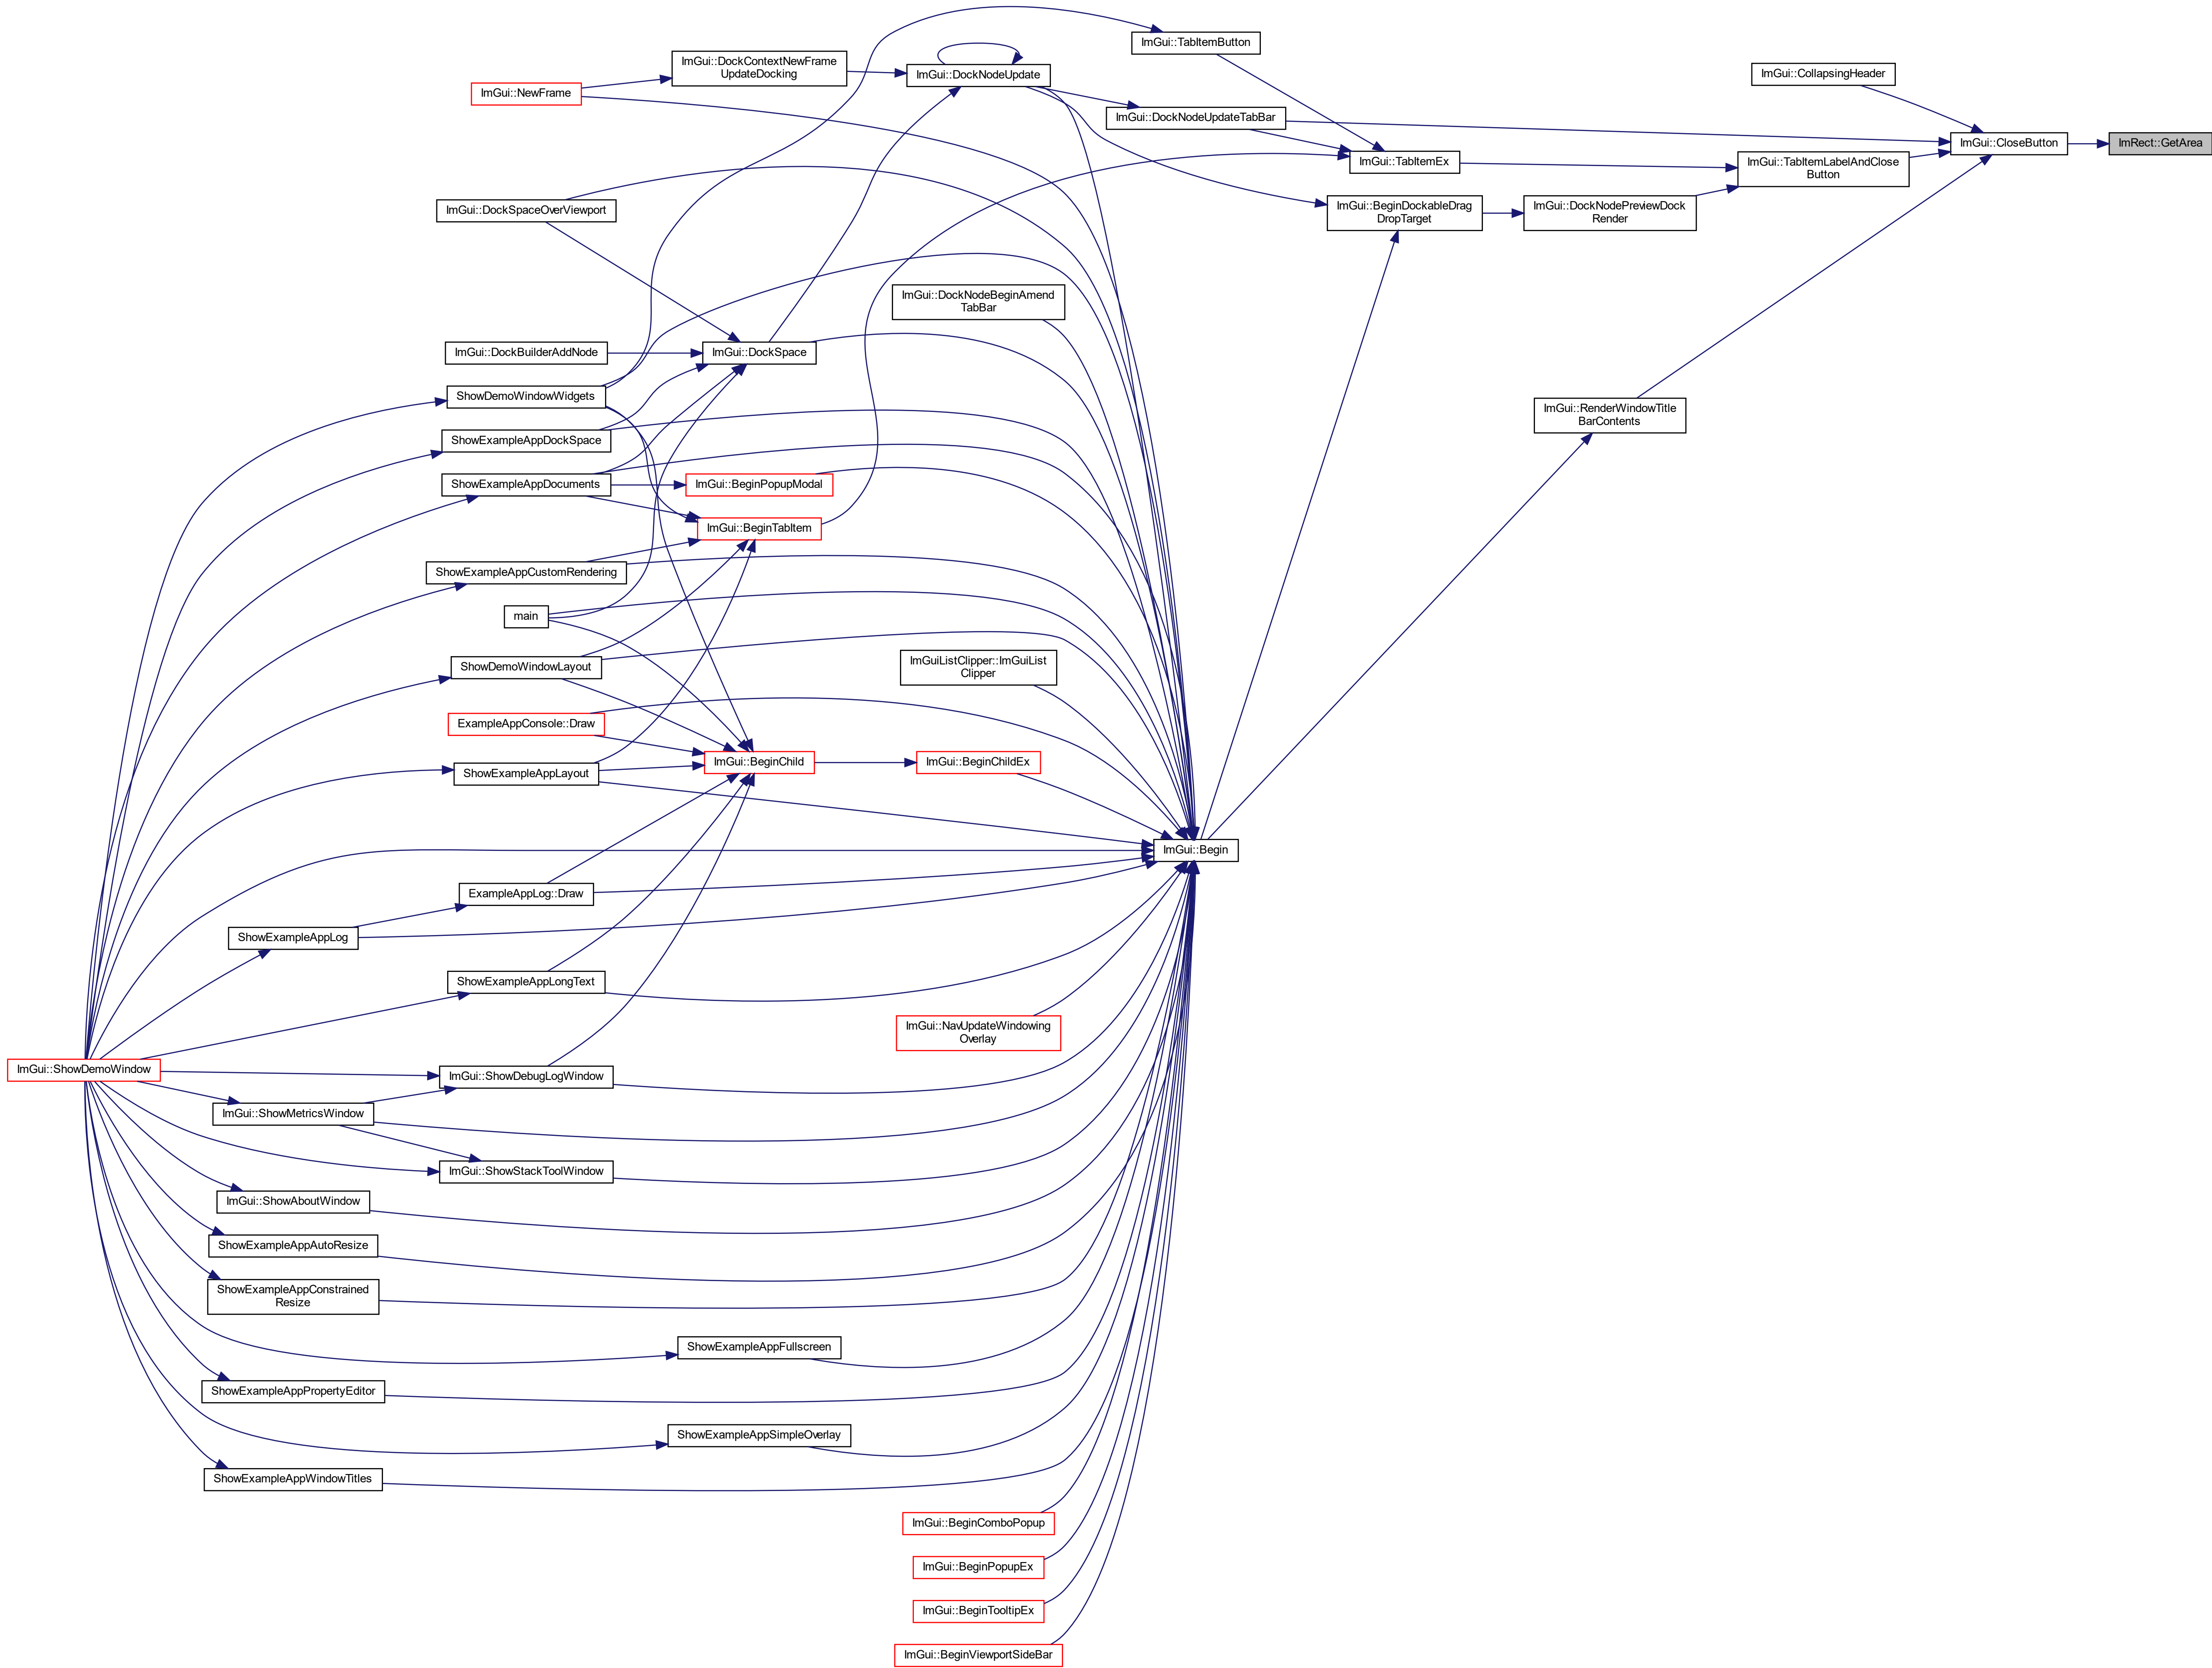 ImGui::TabItemButton
ImGui::DockContextNewFrame
UpdateDocking
ImGui::DockNodeUpdate
ImGui::CollapsingHeader
ImGui::NewFrame
ImGui::DockNodeUpdateTabBar
ImGui::CloseButton
ImRect::GetArea
ImGui::TabItemEx
ImGui::TabItemLabelAndClose
Button
ImGui::DockSpaceOverViewport
ImGui::BeginDockableDrag
DropTarget
ImGui::DockNodePreviewDock
Render
ImGui::DockNodeBeginAmend
TabBar
ImGui::DockBuilderAddNode
ImGui::DockSpace
ShowDemoWindowWidgets
ImGui::RenderWindowTitle
BarContents
ShowExampleAppDockSpace
ShowExampleAppDocuments
ImGui::BeginPopupModal
ImGui::BeginTabItem
ShowExampleAppCustomRendering
main
ShowDemoWindowLayout
ImGuiListClipper::ImGuiList
Clipper
ExampleAppConsole::Draw
ImGui::BeginChild
ImGui::BeginChildEx
ShowExampleAppLayout
ImGui::Begin
ExampleAppLog::Draw
ShowExampleAppLog
ShowExampleAppLongText
ImGui::NavUpdateWindowing
Overlay
ImGui::ShowDemoWindow
ImGui::ShowDebugLogWindow
ImGui::ShowMetricsWindow
ImGui::ShowStackToolWindow
ImGui::ShowAboutWindow
ShowExampleAppAutoResize
ShowExampleAppConstrained
Resize
ShowExampleAppFullscreen
ShowExampleAppPropertyEditor
ShowExampleAppSimpleOverlay
ShowExampleAppWindowTitles
ImGui::BeginComboPopup
ImGui::BeginPopupEx
ImGui::BeginTooltipEx
ImGui::BeginViewportSideBar